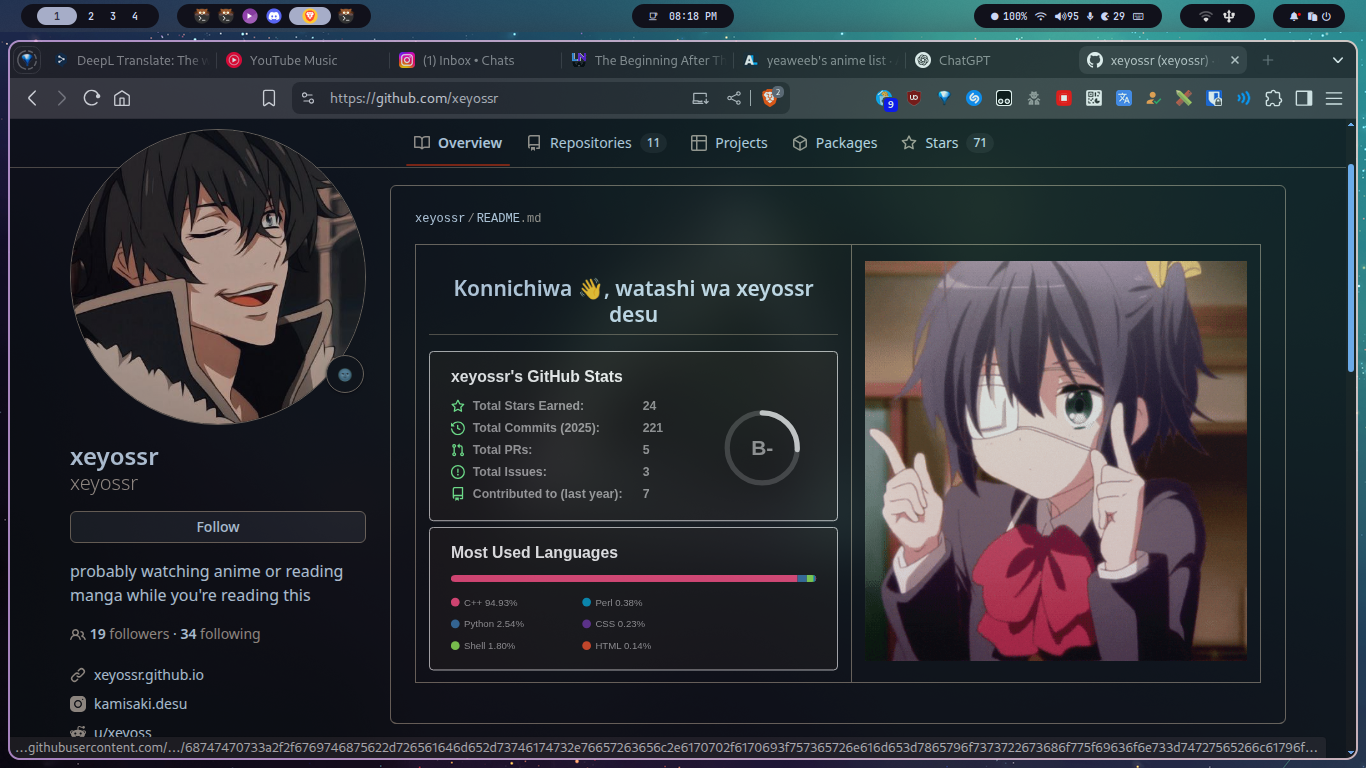 1 2 3 4
08:18 PM
100% 95 29
DeepL Translate: The w
YouTube Music
(1) Inbox • Chats
The Beginning After Th
yeaweeb's anime list ·
ChatGPT
xeyossr (xeyossr)
https://github.com/xeyossr
2
9
Overview
Repositories 11
Projects
Packages
Stars 71
xeyossr
xeyossr
Follow
probably watching anime or reading
manga while you're reading this
19 followers · 34 following
xeyossr.github.io
kamisaki.desu
u/xeyoss
xeyossr/README.md
Konnichiwa 👋, watashi wa xeyossr
desu
xeyossr's GitHub Stats
Total Stars Earned: 24
Total Commits (2025): 221
Total PRs: 5
Total Issues: 3
Contributed to (last year): 7
B-
Most Used Languages
C++ 94.93%
Python 2.54%
Shell 1.80%
Perl 0.38%
CSS 0.23%
HTML 0.14%